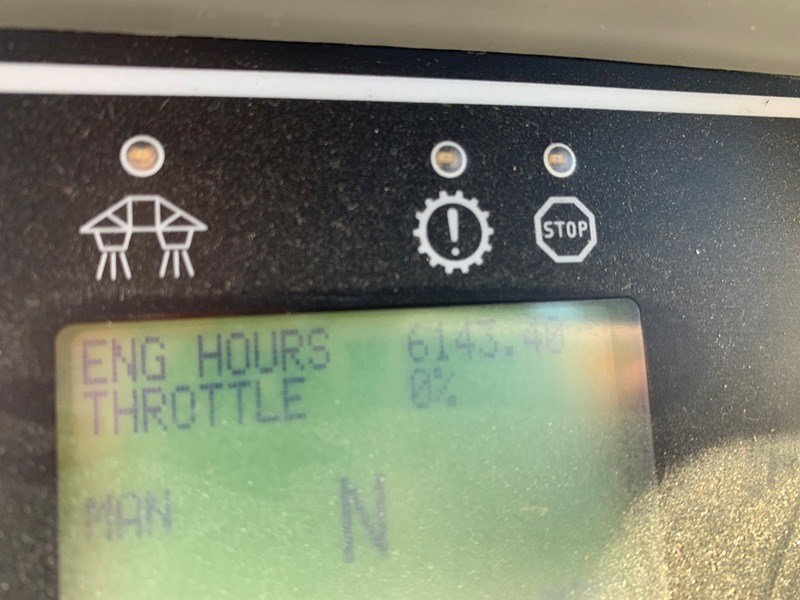 STOP
ENG HOURS 6143.40
THROTTLE 0%
MAN N